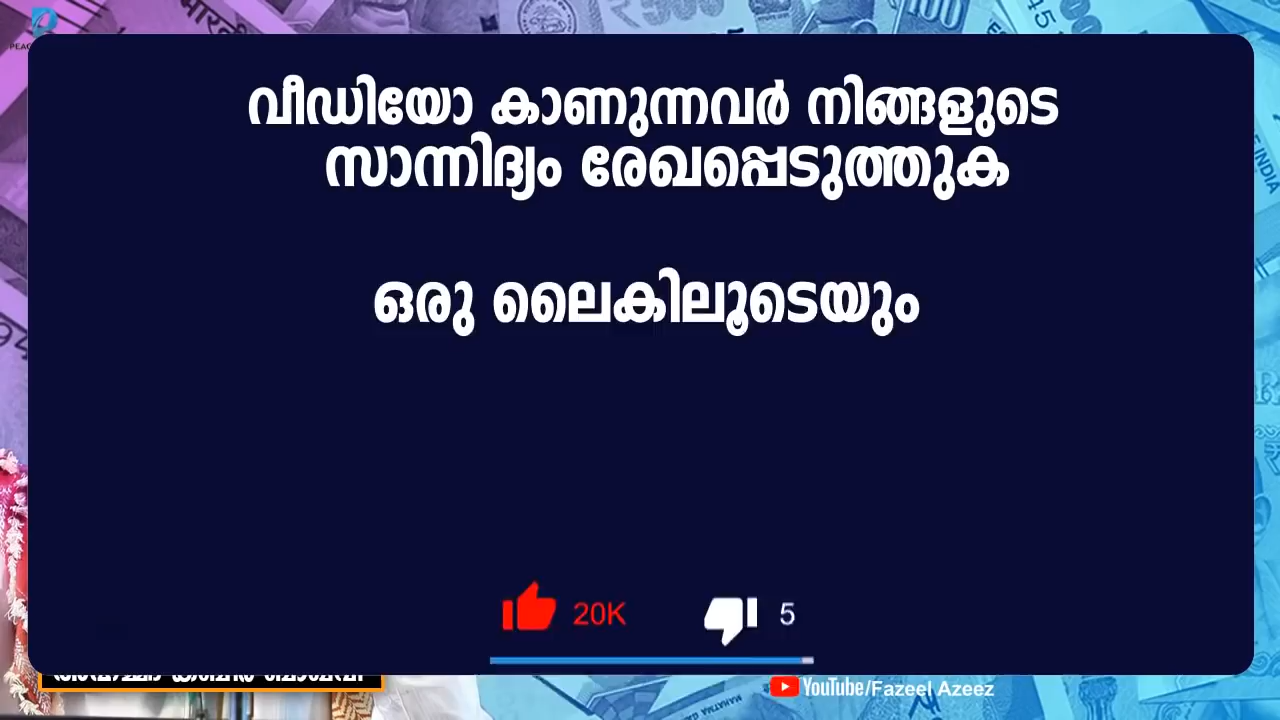 വീഡിയോ കാണുന്നവർ നിങ്ങളുടെ
സാന്നിദ്യം രേഖപ്പെടുത്തുക
ഒരു ലൈകിലൂടെയും
20K 5
YouTube/Fazeel Azeez